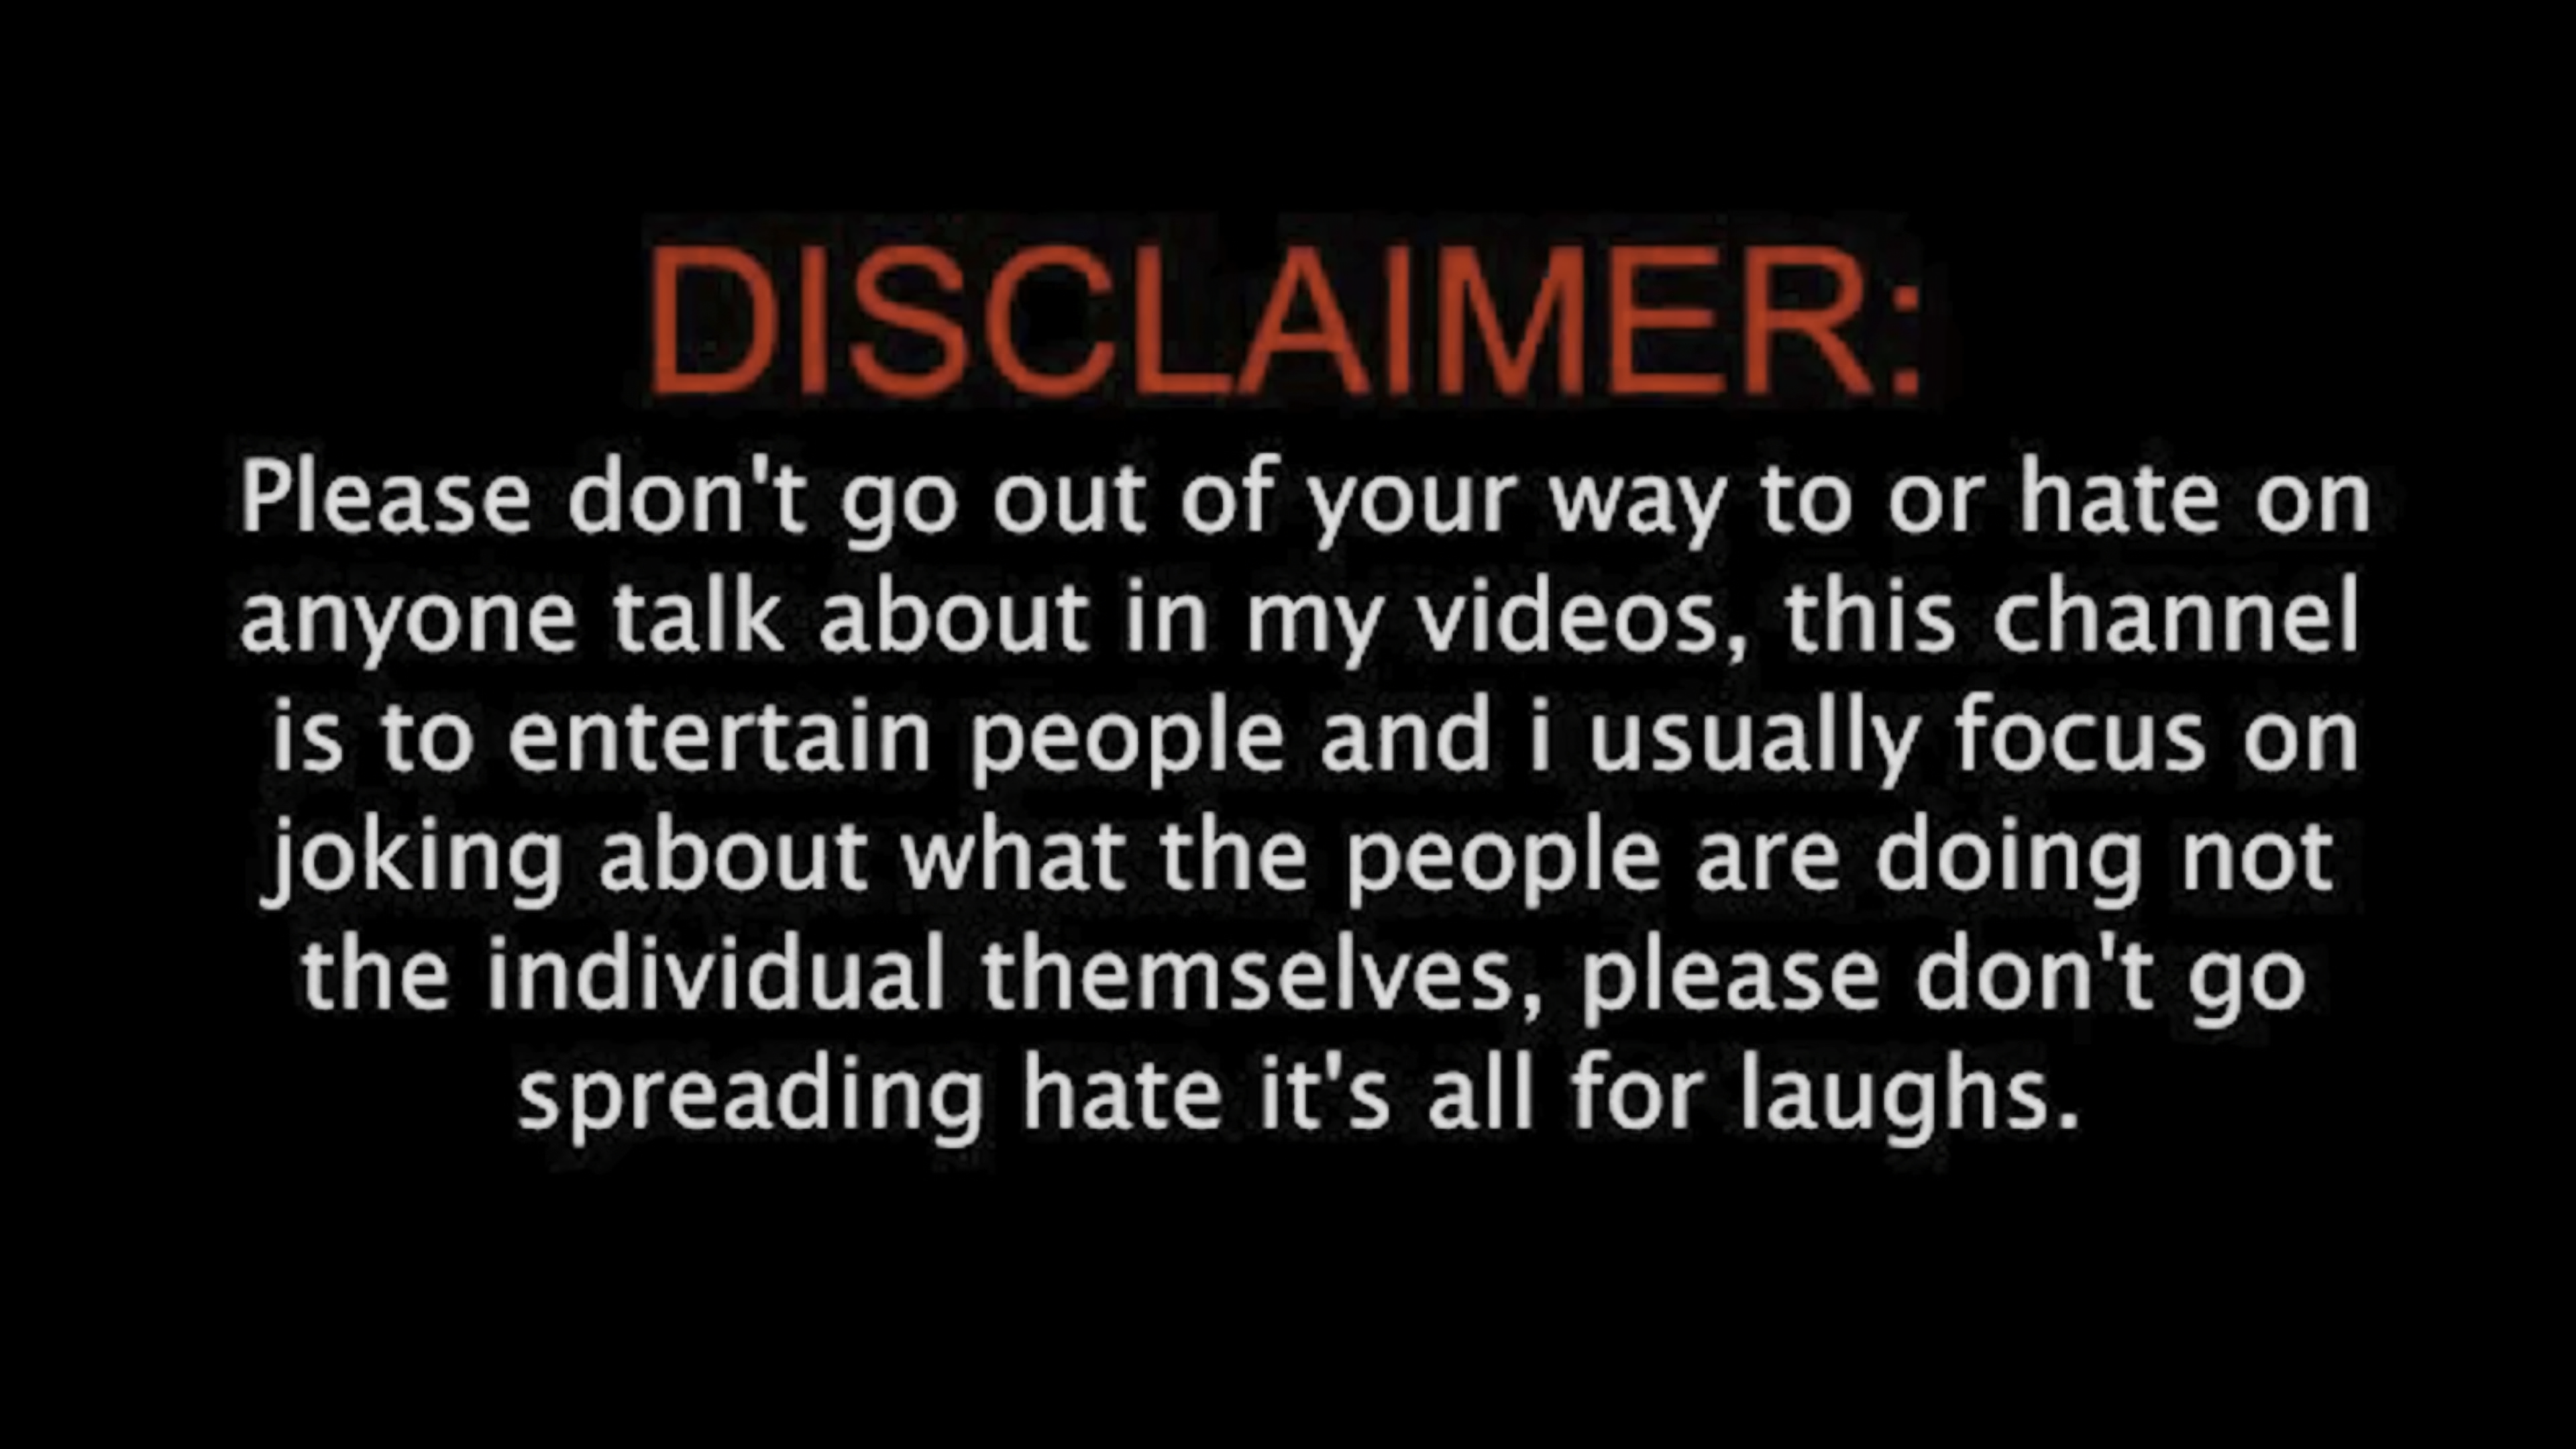 DISCLAIMER:
Please don't go out of your way to or hate on
anyone talk about in my videos, this channel
is to entertain people and i usually focus on
joking about what the people are doing not
the individual themselves, please don't go
spreading hate it's all for laughs.